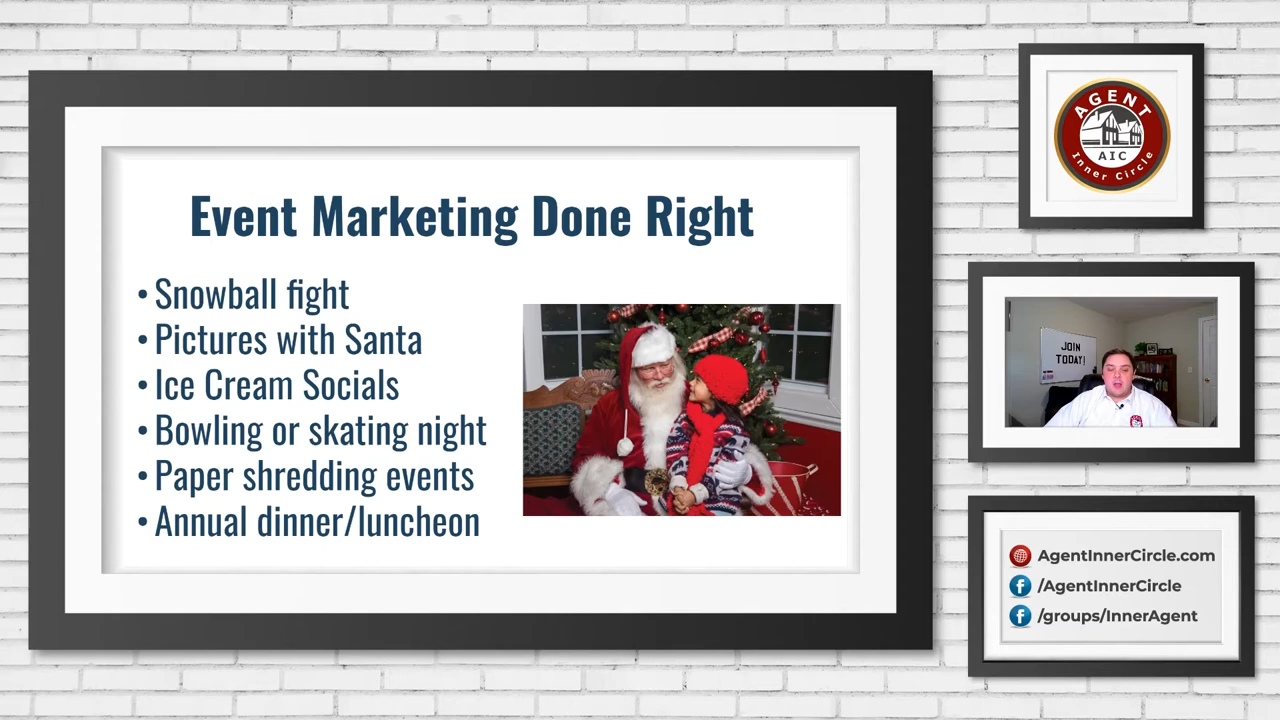 Event Marketing Done Right
• Snowball fight
• Pictures with Santa
• Ice Cream Socials
• Bowling or skating night
• Paper shredding events
• Annual dinner/luncheon
AGENT
AIC
Inner Circle
JOIN
TODAY!
AgentInnerCircle.com
/AgentInnerCircle
/groups/InnerAgent